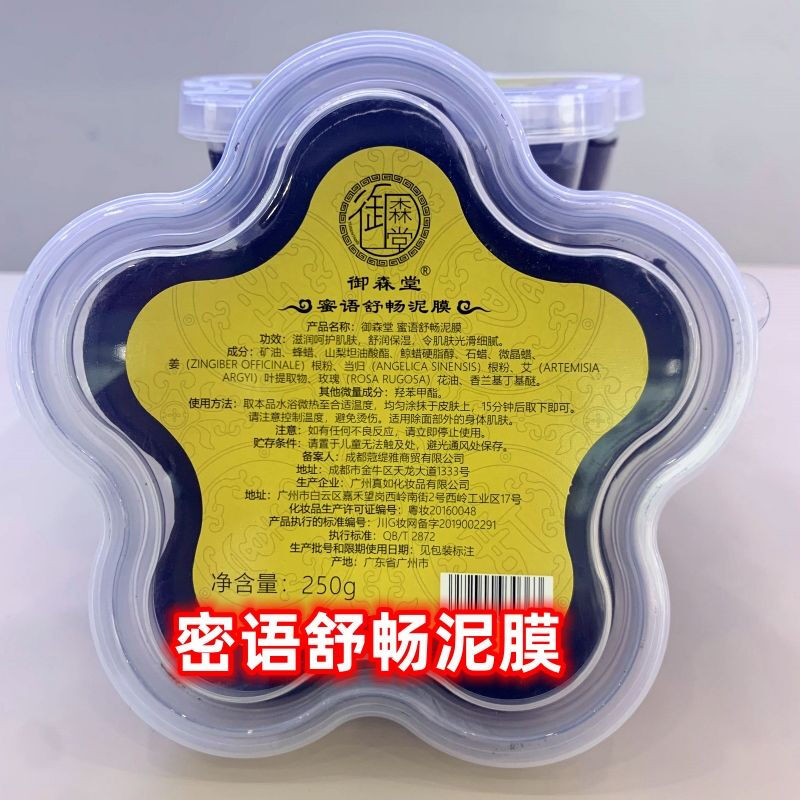 御森堂
御森堂®
蜜语舒畅泥膜
产品名称：御森堂 蜜语舒畅泥膜
功效：滋润呵护肌肤，舒润保湿，令肌肤光滑细腻。
成分：矿油、蜂蜡、山梨坦油酸酯、鲸蜡硬脂醇、石蜡、微晶蜡、
姜（ZINGIBER OFFICINALE）根粉、当归（ANGELICA SINENSIS）根粉、艾（ARTEMISIA
ARGYI）叶提取物、玫瑰（ROSA RUGOSA）花油、香兰基丁基醚。
其他微量成分：羟苯甲酯。
使用方法：取本品水浴微热至合适温度，均匀涂抹于皮肤上，15分钟后取下即可。
请注意控制温度，避免烫伤。适用除面部外的身体肌肤。
注意：如有任何不良反应，请立即停止使用。
贮存条件：请置于儿童无法触及处，避光通风处保存。
备案人：成都蔻缇雅商贸有限公司
地址：成都市金牛区天龙大道1333号
生产企业：广州真如化妆品有限公司
地址：广州市白云区嘉禾望岗西岭南街2号西岭工业区17号
化妆品生产许可证编号：粤妆20160048
产品执行的标准编号：川G妆网备字2019002291
执行标准：QB/T 2872
生产批号和限期使用日期：见包装标注
产地：广东省广州市
净含量：250g
密语舒畅泥膜